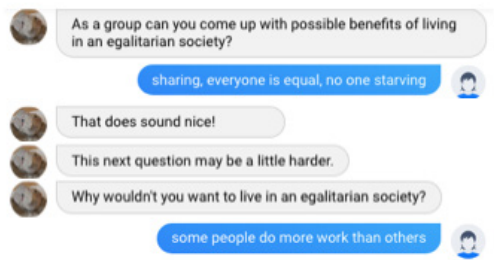 As a group can you come up with possible benefits of living
in an egalitarian society?
sharing, everyone is equal, no one starving
That does sound nice!
This next question may be a little harder.
Why wouldn't you want to live in an egalitarian society?
some people do more work than others